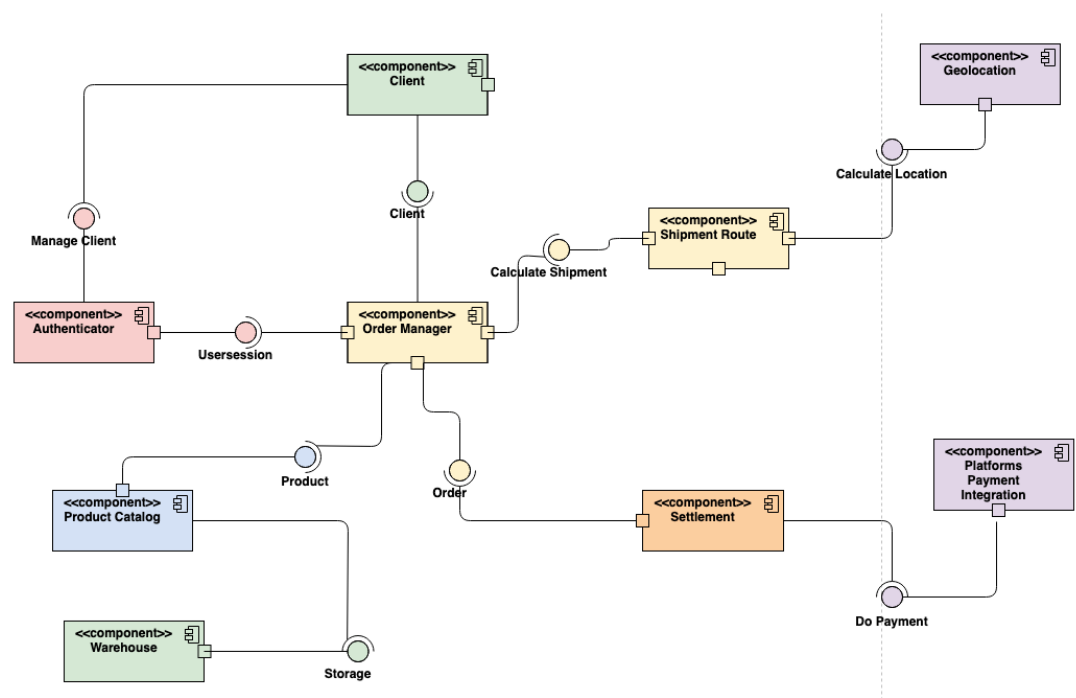 <<component>>
Client
<<component>>
Geolocation
Calculate Location
Client
<<component>>
Shipment Route
Manage Client
Calculate Shipment
<<component>>
Authenticator
Usersession
<<component>>
Order Manager
Product
Order
<<component>>
Platforms
Payment
Integration
<<component>>
Product Catalog
<<component>>
Settlement
Do Payment
<<component>>
Warehouse
Storage